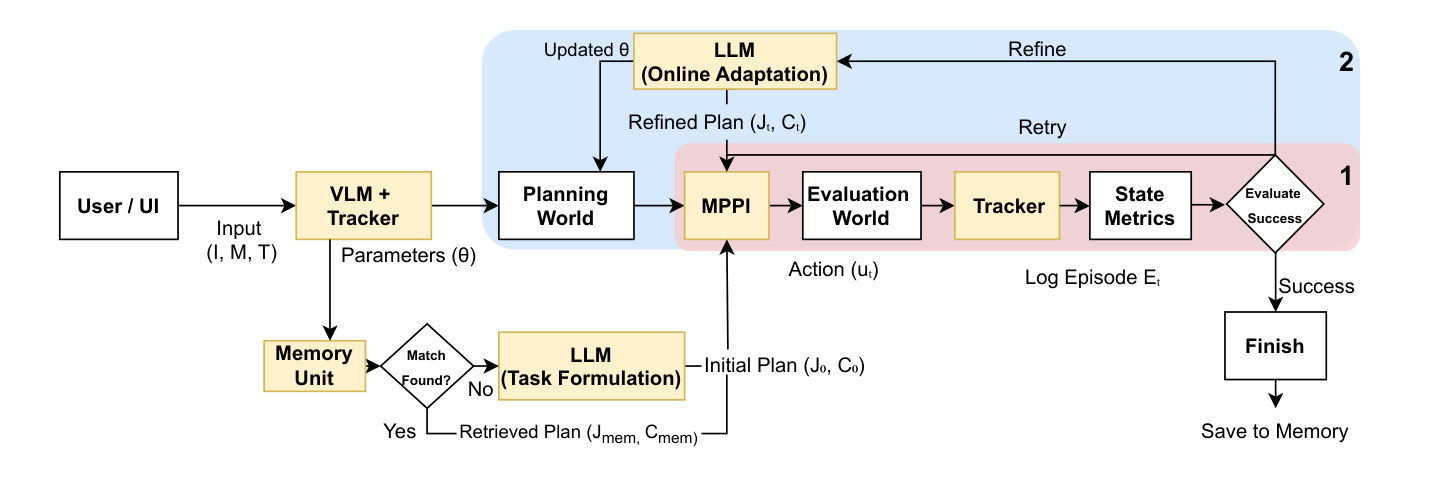 Updated θ
LLM
(Online Adaptation)
Refine
2
Refined Plan (Jₜ, Cₜ)
Retry
1
User / UI
VLM +
Tracker
Planning
World
MPPI
Evaluation
World
Tracker
State
Metrics
Evaluate
Success
Input
(I, M, T)
Parameters (θ)
Action (uₜ)
Log Episode Eₜ
Success
Memory
Unit
Match
Found?
No
LLM
(Task Formulation)
Initial Plan (J₀, C₀)
Finish
Yes
Retrieved Plan (Jmem, Cmem)
Save to Memory